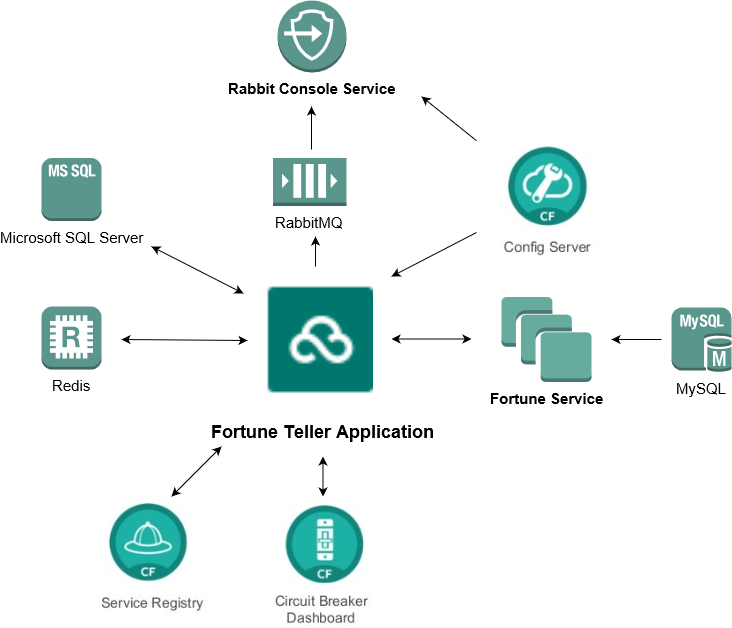 Rabbit Console Service
MS SQL
Microsoft SQL Server
RabbitMQ
CF
Config Server
R
Redis
Fortune Service
MySQL
M
MySQL
Fortune Teller Application
CF
Service Registry
CF
Circuit Breaker
Dashboard